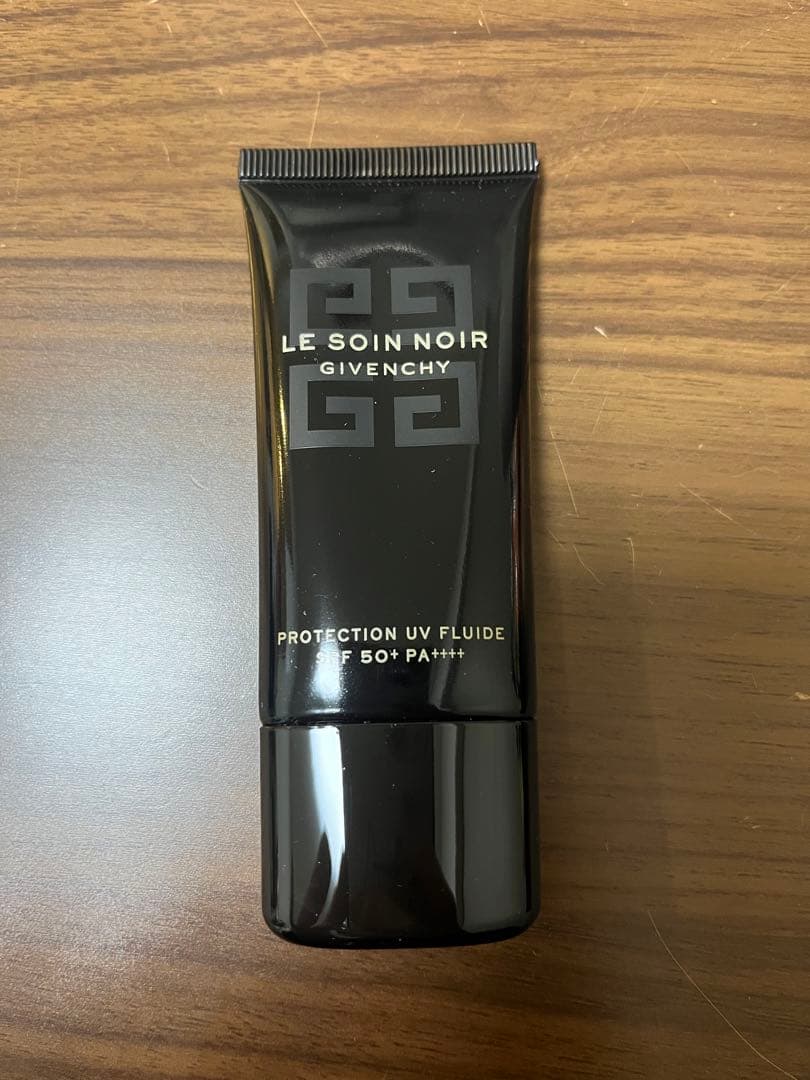 LE SOIN NOIR
GIVENCHY
PROTECTION UV FLUIDE
SPF 50+ PA++++